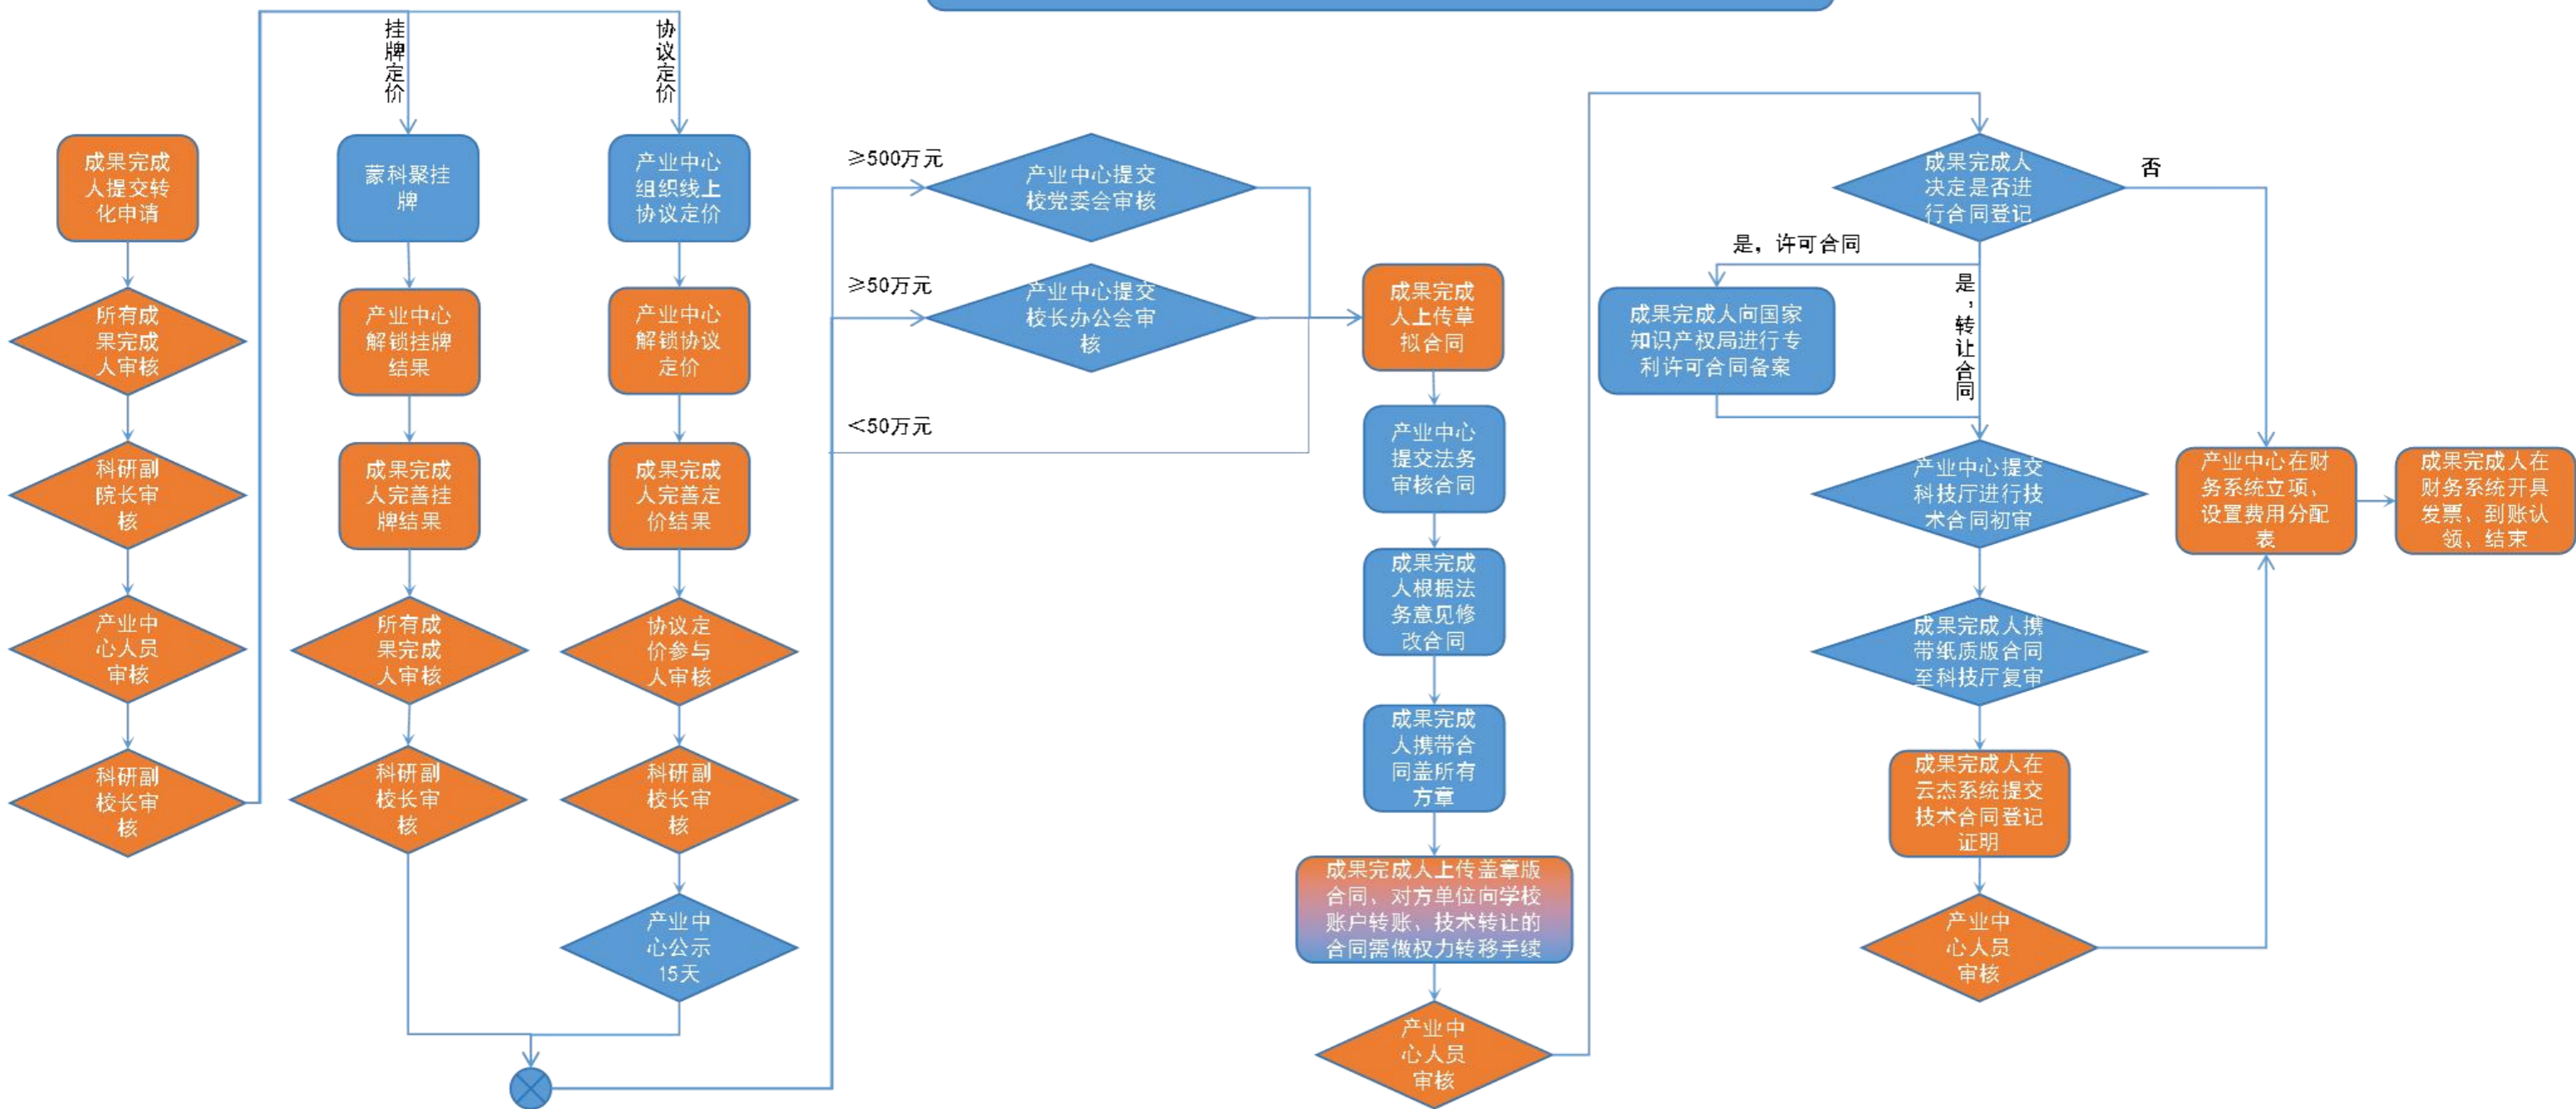 成果完成
人提交转
化申请
所有成
果完成
人审核
科研副
院长审
核
产业中
心人员
审核
科研副
校长审
核
挂牌定价
蒙科聚挂
牌
产业中心
解锁挂牌
结果
成果完成
人完善挂
牌结果
所有成
果完成
人审核
科研副
校长审
核
协议定价
产业中心
组织线上
协议定价
产业中心
解锁协议
定价
成果完成
人完善定
价结果
协议定
价参与
人审核
科研副
校长审
核
产业中
心公示
15天
≥500万元
产业中心提交
校党委会审核
≥50万元
产业中心提交
校长办公会审
核
<50万元
成果完成
人上传草
拟合同
产业中心
提交法务
审核合同
成果完成
人根据法
务意见修
改合同
成果完成
人携带合
同盖所有
方章
成果完成人上传盖章版
合同、对方单位向学校
账户转账、技术转让的
合同需做权力转移手续
产业中
心人员
审核
成果完成人
决定是否进
行合同登记
否
是，许可合同
成果完成人向国家
知识产权局进行专
利许可合同备案
是，转让合同
产业中心提交
科技厅进行技
术合同初审
成果完成人携
带纸质版合同
至科技厅复审
成果完成人在
云杰系统提交
技术合同登记
证明
产业中
心人员
审核
产业中心在财
务系统立项、
设置费用分配
表
成果完成人在
财务系统开具
发票、到账认
领、结束